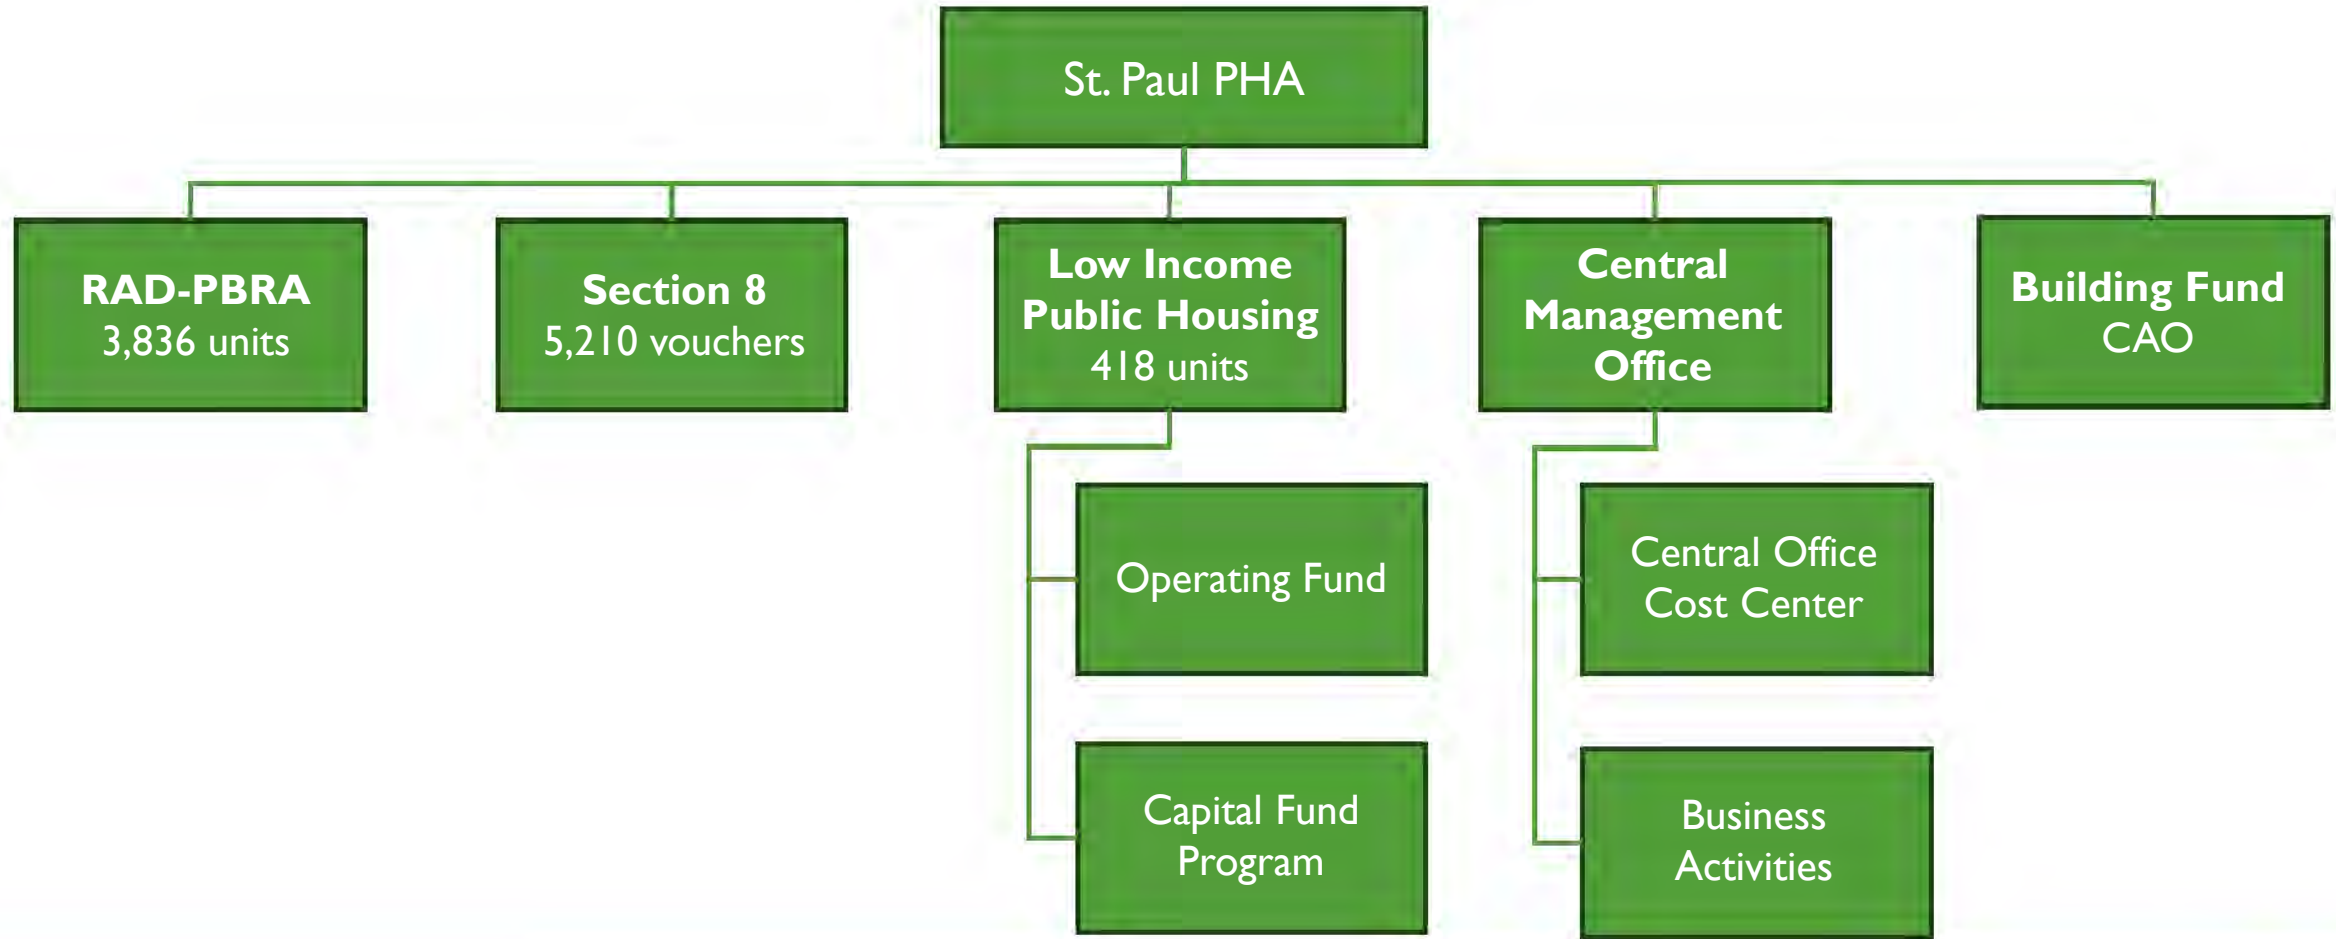 St. Paul PHA
RAD-PBRA
3,836 units
Section 8
5,210 vouchers
Low Income
Public Housing
418 units
Central
Management
Office
Building Fund
CAO
Operating Fund
Central Office
Cost Center
Capital Fund
Program
Business
Activities